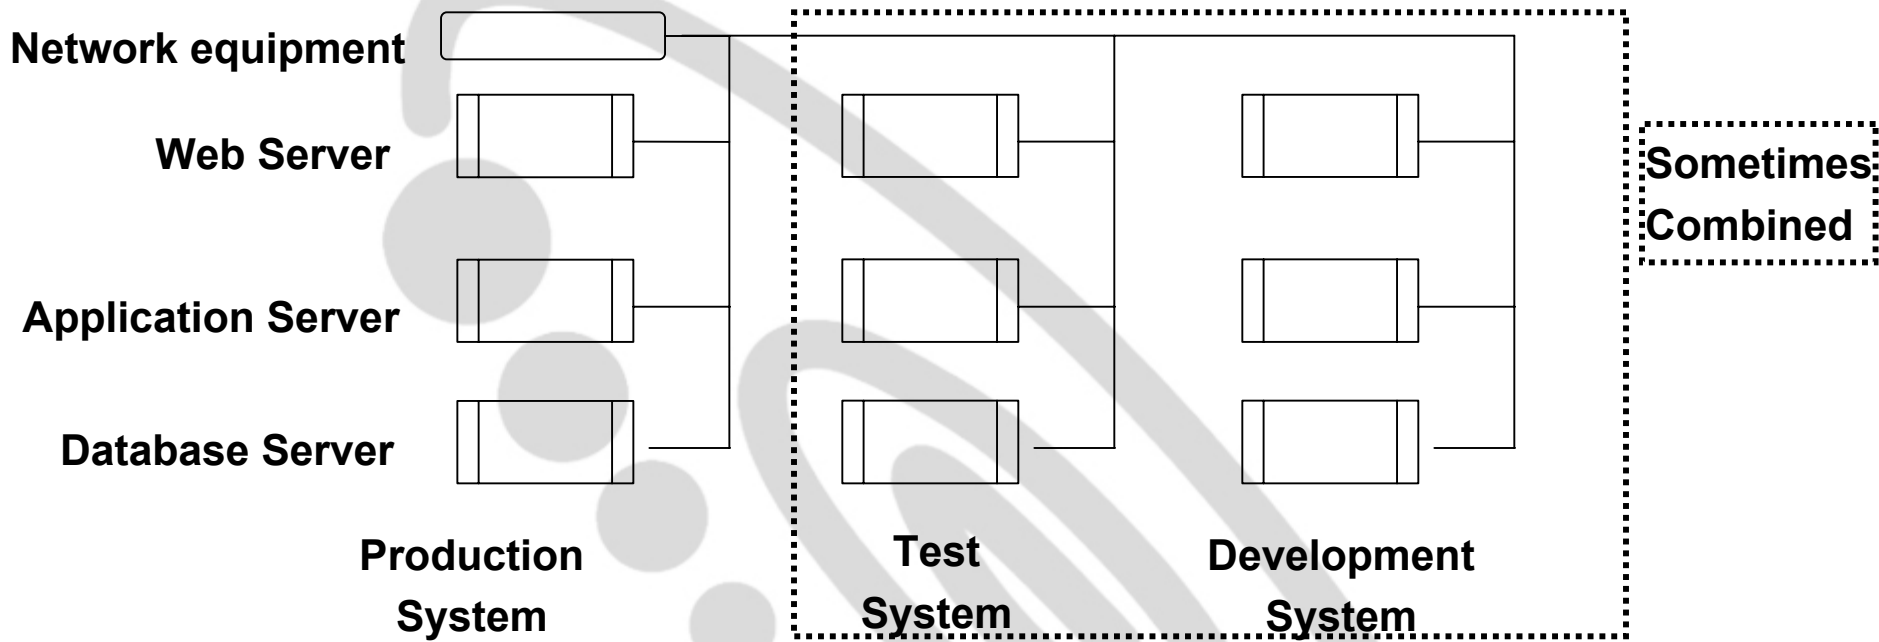 Network equipment
Web Server
Sometimes
Combined
Application Server
Database Server
Production
System
Test
System
Development
System